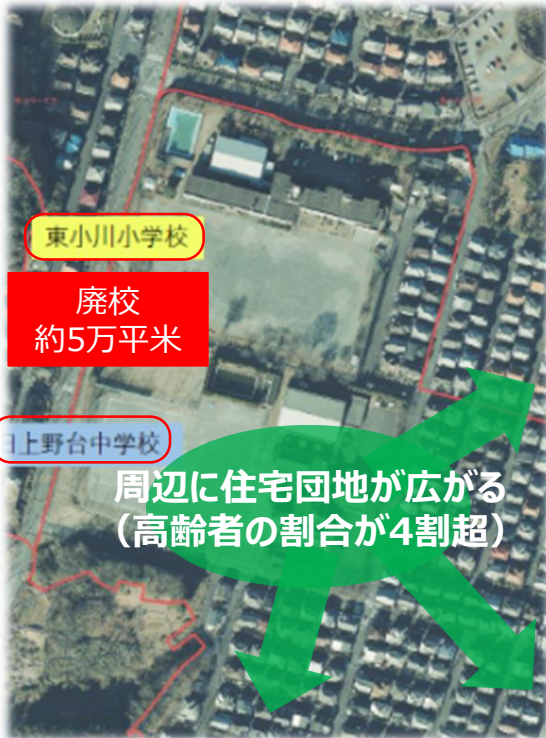 東小川小学校
廃校
約5万平米
上野台中学校
周辺に住宅団地が広がる
(高齢者の割合が4割超)